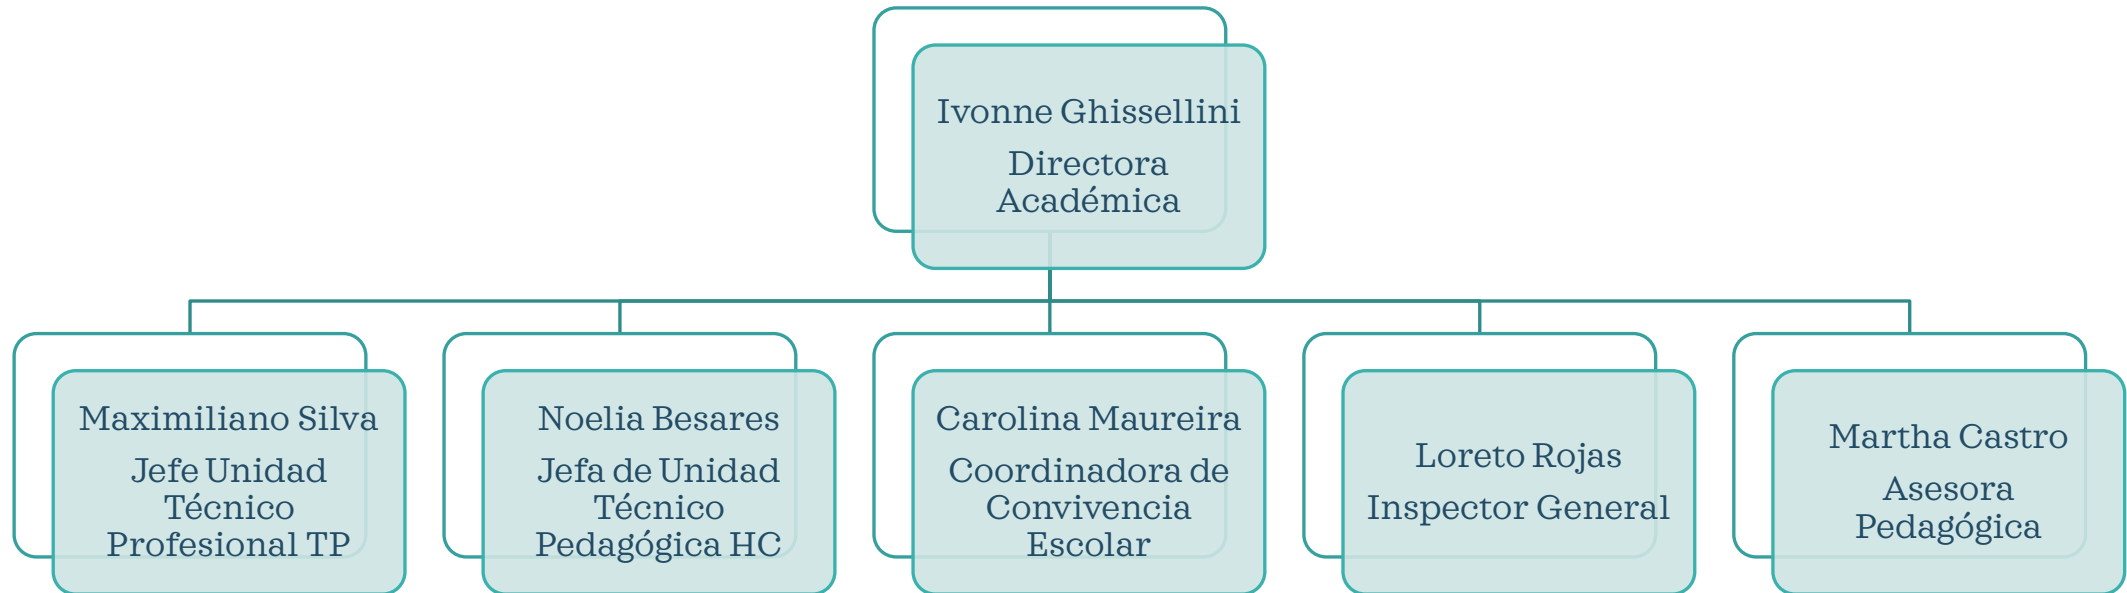 Ivonne Ghissellini
Directora
Académica
Maximiliano Silva
Jefe Unidad
Técnico
Profesional TP
Noelia Besares
Jefa de Unidad
Técnico
Pedagógica HC
Carolina Maureira
Coordinadora de
Convivencia
Escolar
Loreto Rojas
Inspector General
Martha Castro
Asesora
Pedagógica